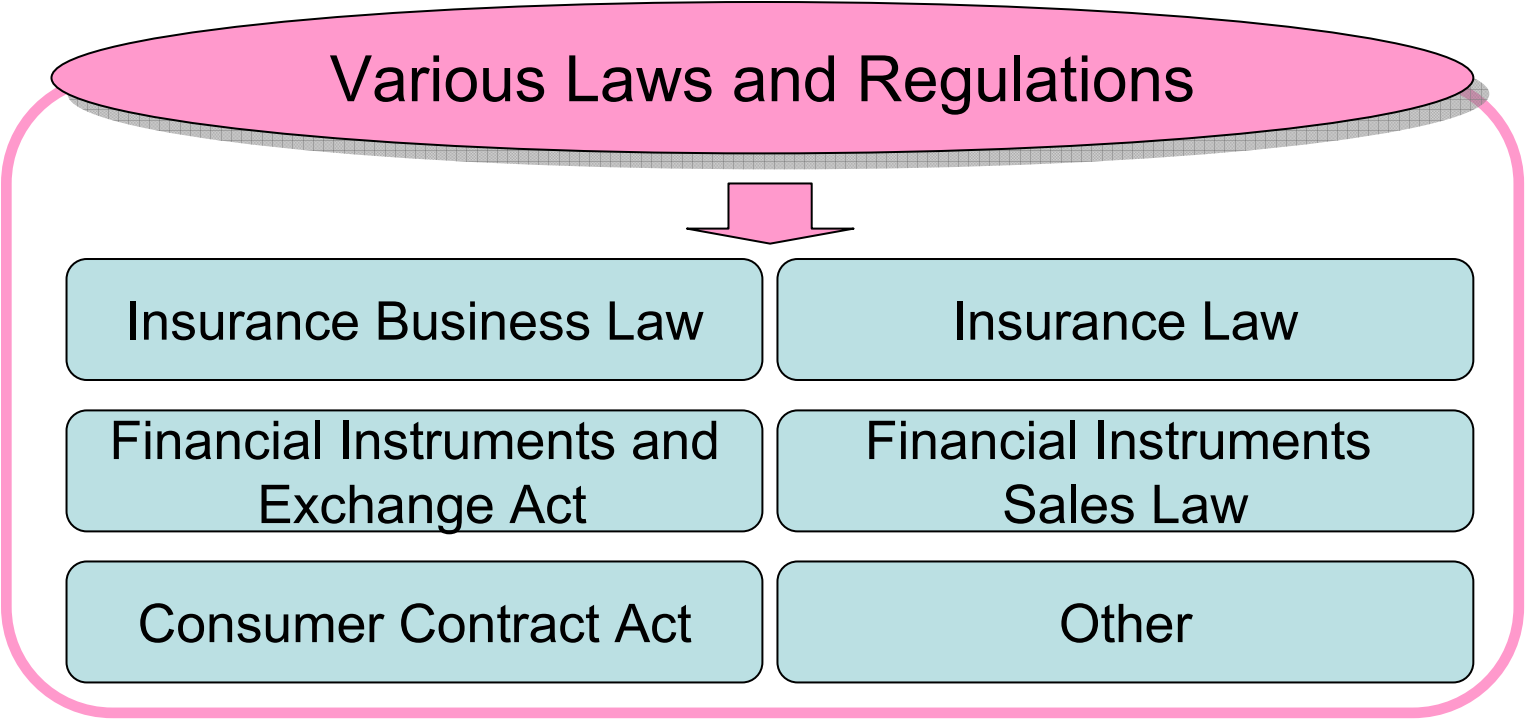 Various Laws and Regulations
Insurance Business Law
Insurance Law
Financial Instruments and
Exchange Act
Financial Instruments
Sales Law
Consumer Contract Act
Other